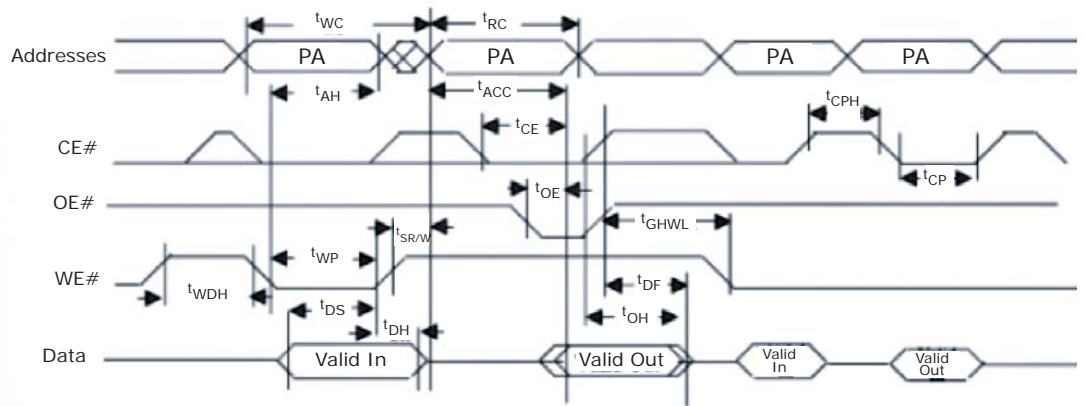 tWC
tRC
Addresses
PA
PA
PA
PA
tAH
tACC
tCPH
tCE
CE#
tCP
tOE
OE#
tGHWL
tSR/W
tWP
WE#
tWDH
tDF
tDS
tOH
tDH
Data
Valid In
Valid Out
Valid
In
Valid
Out